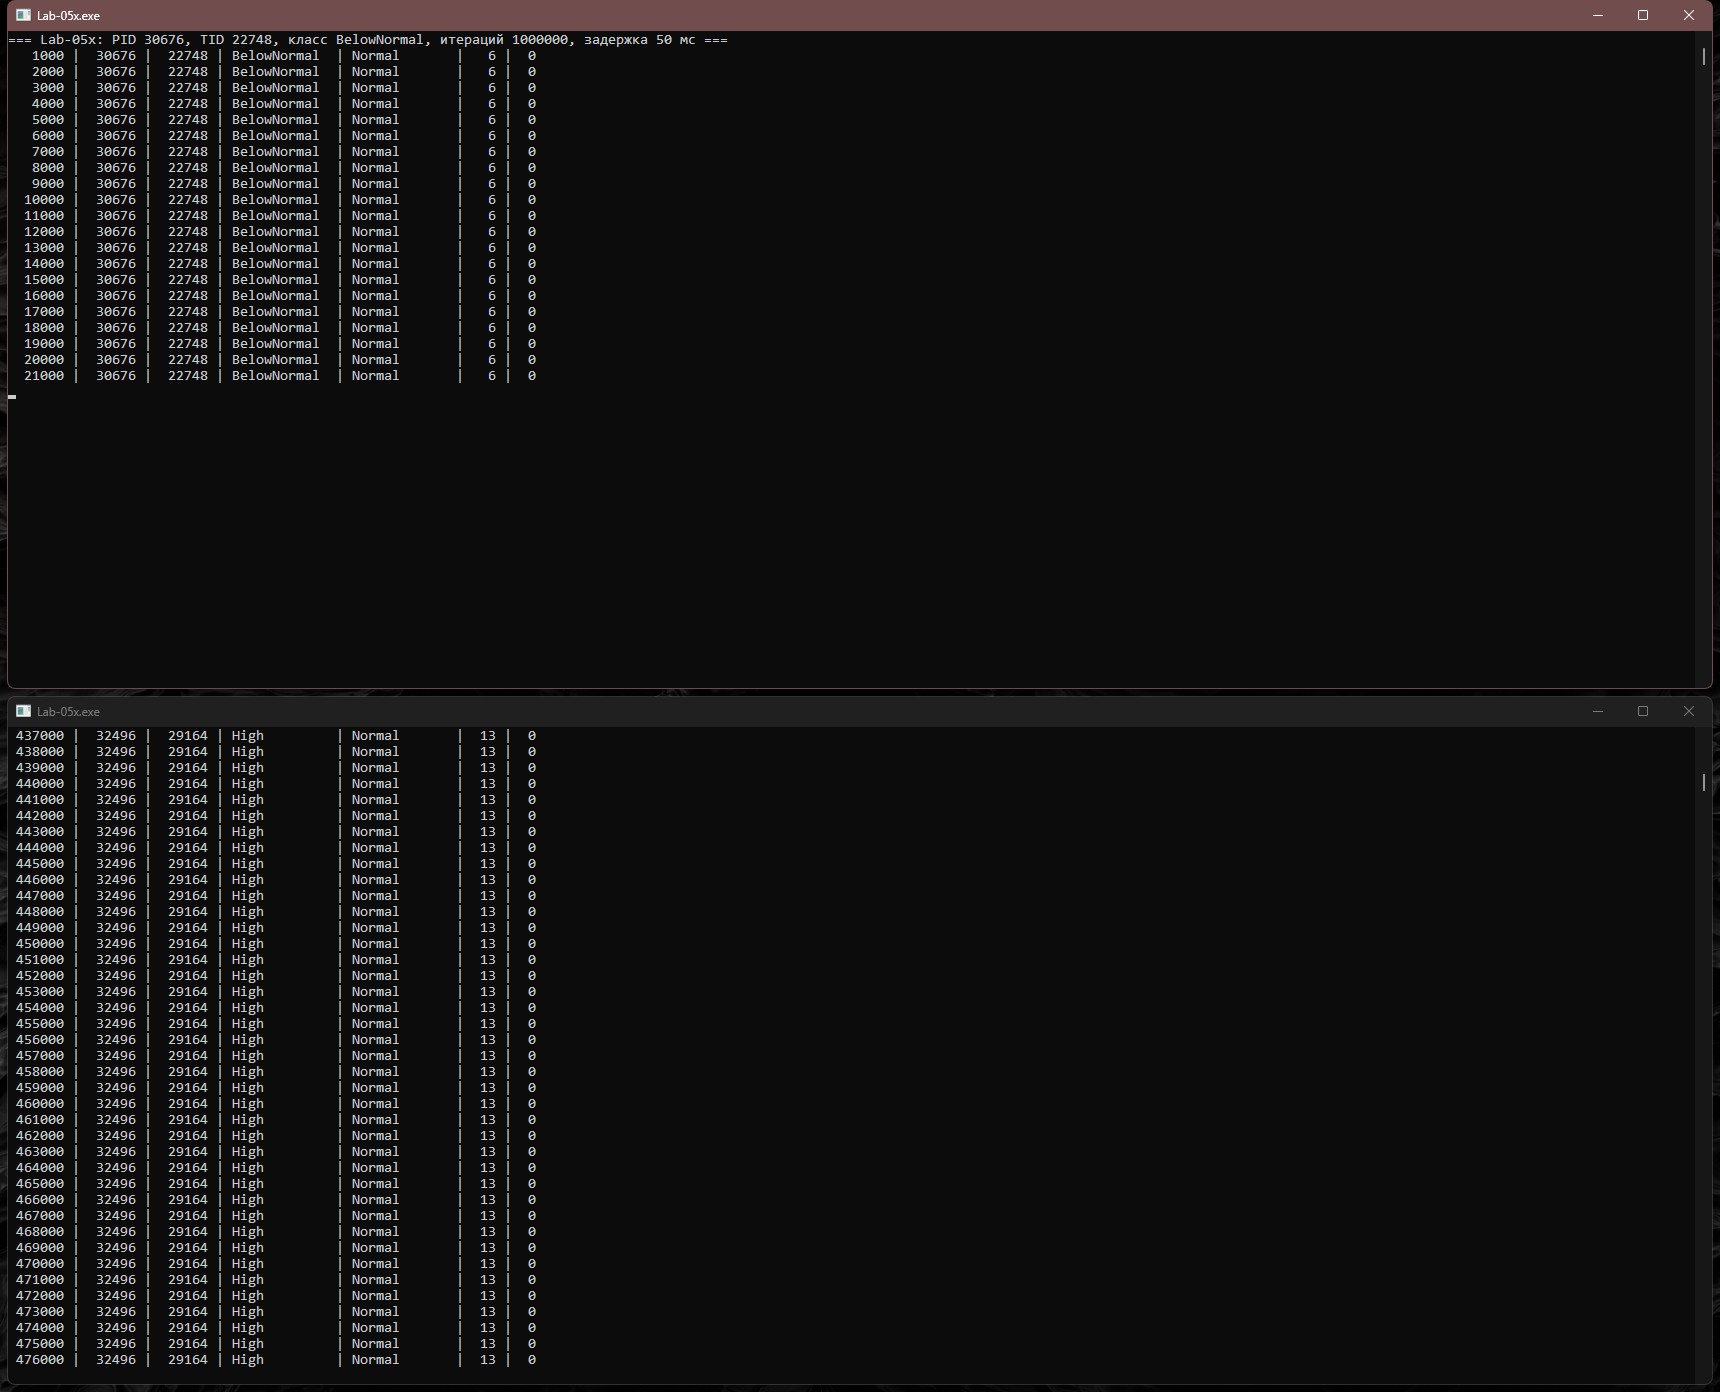 Lab-05x.exe
=== Lab-05x: PID 30676, TID 22748, класс BelowNormal, итераций 1000000, задержка 50 мс ===
1000 | 30676 | 22748 | BelowNormal | Normal | 6 | 0
2000 | 30676 | 22748 | BelowNormal | Normal | 6 | 0
3000 | 30676 | 22748 | BelowNormal | Normal | 6 | 0
4000 | 30676 | 22748 | BelowNormal | Normal | 6 | 0
5000 | 30676 | 22748 | BelowNormal | Normal | 6 | 0
6000 | 30676 | 22748 | BelowNormal | Normal | 6 | 0
7000 | 30676 | 22748 | BelowNormal | Normal | 6 | 0
8000 | 30676 | 22748 | BelowNormal | Normal | 6 | 0
9000 | 30676 | 22748 | BelowNormal | Normal | 6 | 0
10000 | 30676 | 22748 | BelowNormal | Normal | 6 | 0
11000 | 30676 | 22748 | BelowNormal | Normal | 6 | 0
12000 | 30676 | 22748 | BelowNormal | Normal | 6 | 0
13000 | 30676 | 22748 | BelowNormal | Normal | 6 | 0
14000 | 30676 | 22748 | BelowNormal | Normal | 6 | 0
15000 | 30676 | 22748 | BelowNormal | Normal | 6 | 0
16000 | 30676 | 22748 | BelowNormal | Normal | 6 | 0
17000 | 30676 | 22748 | BelowNormal | Normal | 6 | 0
18000 | 30676 | 22748 | BelowNormal | Normal | 6 | 0
19000 | 30676 | 22748 | BelowNormal | Normal | 6 | 0
20000 | 30676 | 22748 | BelowNormal | Normal | 6 | 0
21000 | 30676 | 22748 | BelowNormal | Normal | 6 | 0
Lab-05x.exe
437000 | 32496 | 29164 | High | Normal | 13 | 0
438000 | 32496 | 29164 | High | Normal | 13 | 0
439000 | 32496 | 29164 | High | Normal | 13 | 0
440000 | 32496 | 29164 | High | Normal | 13 | 0
441000 | 32496 | 29164 | High | Normal | 13 | 0
442000 | 32496 | 29164 | High | Normal | 13 | 0
443000 | 32496 | 29164 | High | Normal | 13 | 0
444000 | 32496 | 29164 | High | Normal | 13 | 0
445000 | 32496 | 29164 | High | Normal | 13 | 0
446000 | 32496 | 29164 | High | Normal | 13 | 0
447000 | 32496 | 29164 | High | Normal | 13 | 0
448000 | 32496 | 29164 | High | Normal | 13 | 0
449000 | 32496 | 29164 | High | Normal | 13 | 0
450000 | 32496 | 29164 | High | Normal | 13 | 0
451000 | 32496 | 29164 | High | Normal | 13 | 0
452000 | 32496 | 29164 | High | Normal | 13 | 0
453000 | 32496 | 29164 | High | Normal | 13 | 0
454000 | 32496 | 29164 | High | Normal | 13 | 0
455000 | 32496 | 29164 | High | Normal | 13 | 0
456000 | 32496 | 29164 | High | Normal | 13 | 0
457000 | 32496 | 29164 | High | Normal | 13 | 0
458000 | 32496 | 29164 | High | Normal | 13 | 0
459000 | 32496 | 29164 | High | Normal | 13 | 0
460000 | 32496 | 29164 | High | Normal | 13 | 0
461000 | 32496 | 29164 | High | Normal | 13 | 0
462000 | 32496 | 29164 | High | Normal | 13 | 0
463000 | 32496 | 29164 | High | Normal | 13 | 0
464000 | 32496 | 29164 | High | Normal | 13 | 0
465000 | 32496 | 29164 | High | Normal | 13 | 0
466000 | 32496 | 29164 | High | Normal | 13 | 0
467000 | 32496 | 29164 | High | Normal | 13 | 0
468000 | 32496 | 29164 | High | Normal | 13 | 0
469000 | 32496 | 29164 | High | Normal | 13 | 0
470000 | 32496 | 29164 | High | Normal | 13 | 0
471000 | 32496 | 29164 | High | Normal | 13 | 0
472000 | 32496 | 29164 | High | Normal | 13 | 0
473000 | 32496 | 29164 | High | Normal | 13 | 0
474000 | 32496 | 29164 | High | Normal | 13 | 0
475000 | 32496 | 29164 | High | Normal | 13 | 0
476000 | 32496 | 29164 | High | Normal | 13 | 0